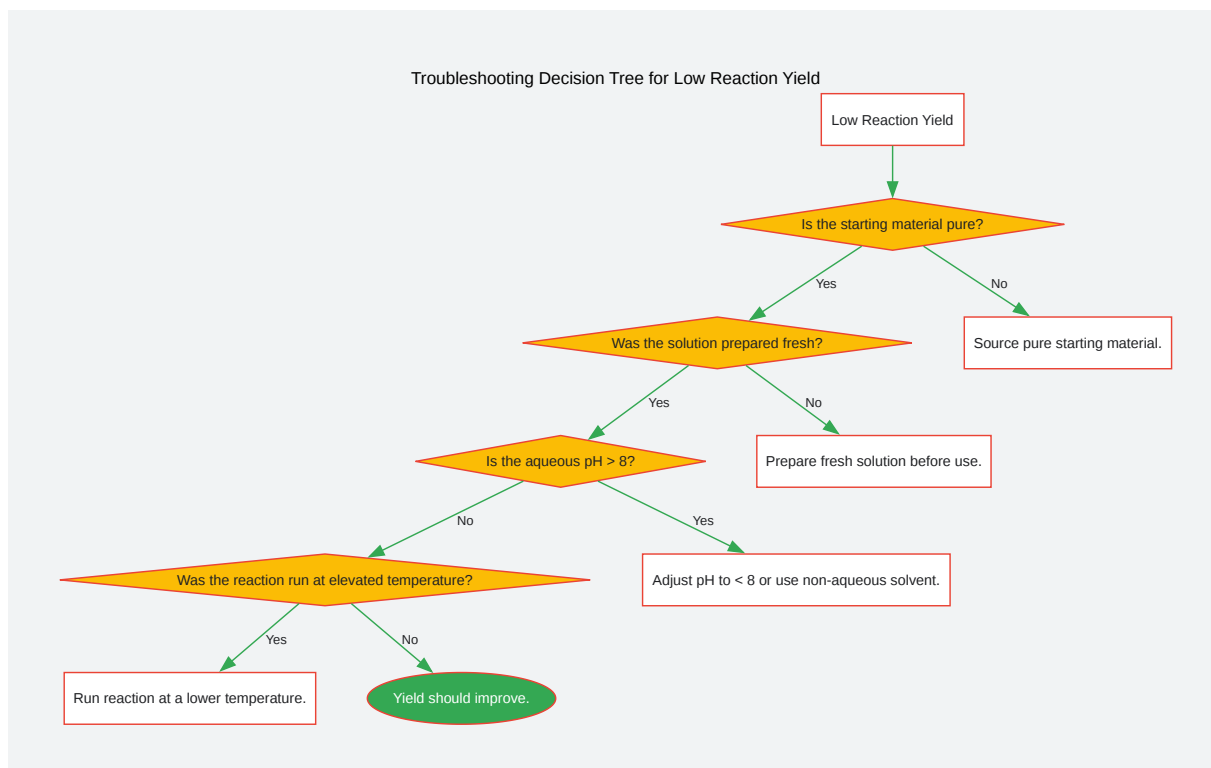 Troubleshooting Decision Tree for Low Reaction Yield
Low Reaction Yield
Is the starting material pure?
Yes
No
Was the solution prepared fresh?
Source pure starting material.
Yes
No
Is the aqueous pH > 8?
Prepare fresh solution before use.
No
Yes
Was the reaction run at elevated temperature?
Adjust pH to < 8 or use non-aqueous solvent.
Yes
No
Run reaction at a lower temperature.
Yield should improve.